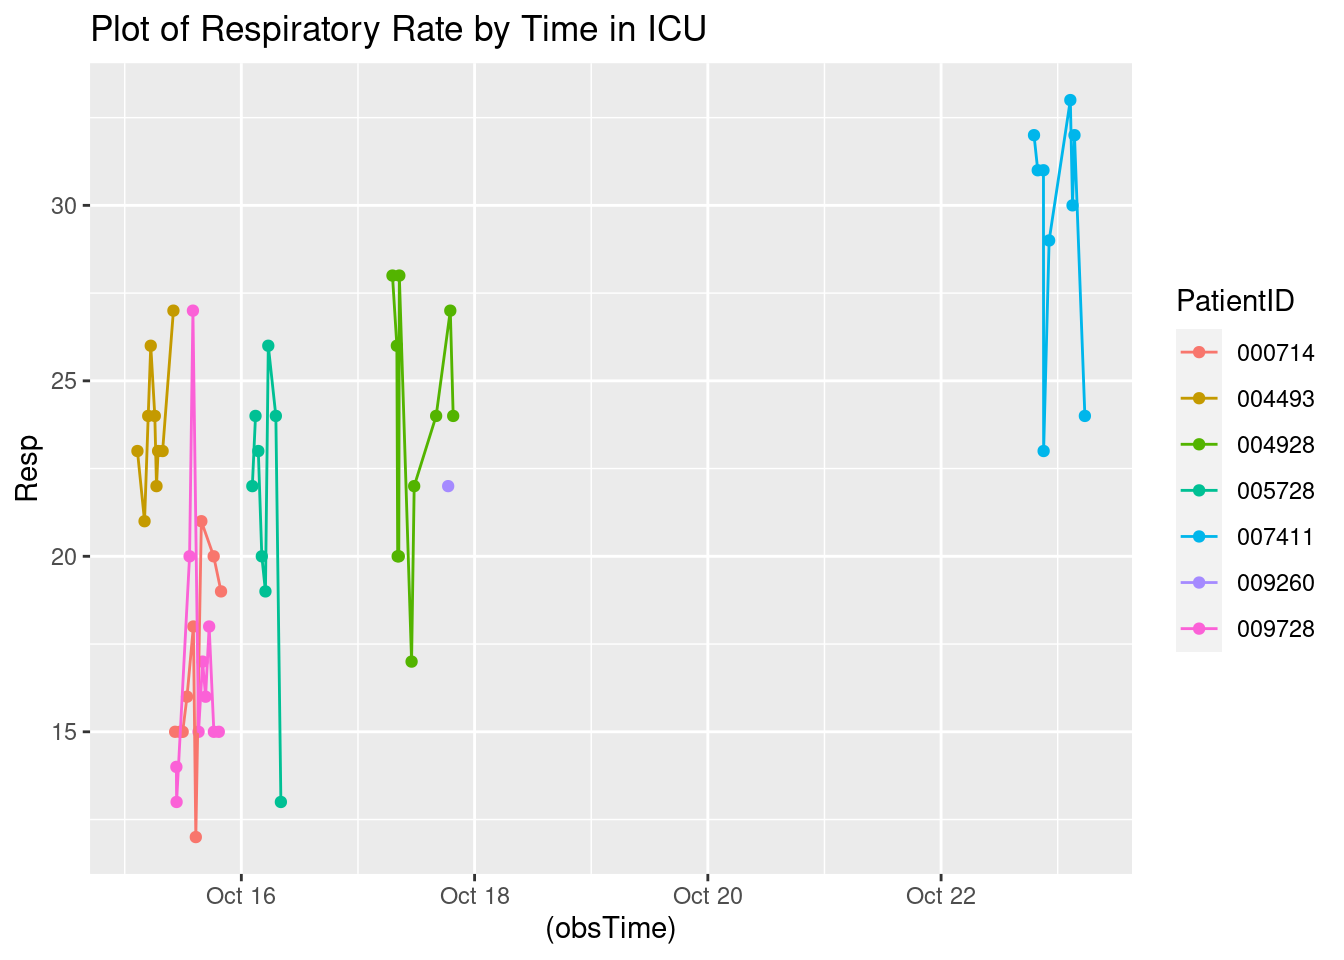 Plot of Respiratory Rate by Time in ICU
Resp
30
25
20
15
Oct 16
Oct 18
Oct 20
Oct 22
(obsTime)
PatientID
000714
004493
004928
005728
007411
009260
009728